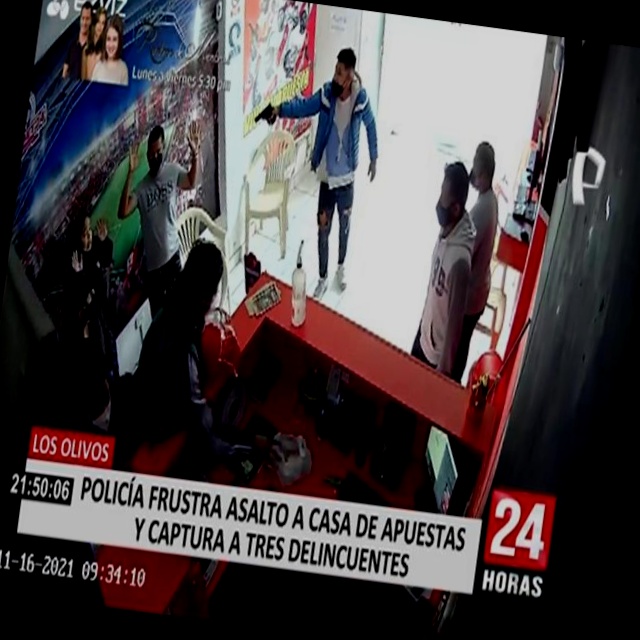 Lunes a Viernes 5:30 p
DOSS
LOS OLIVOS
21:50:06
POLICÍA FRUSTRA ASALTO A CASA DE APUESTAS
Y CAPTURA A TRES DELINCUENTES
24
HORAS
11-16-2021 09:34:10